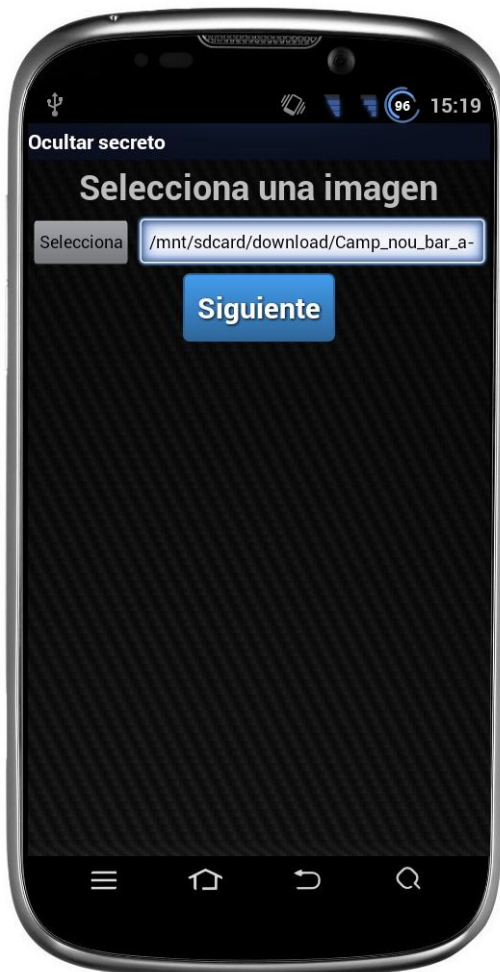 96 15:19
Ocultar secreto
Selecciona una imagen
Selecciona /mnt/sdcard/download/Camp_nou_bar_a-
Siguiente